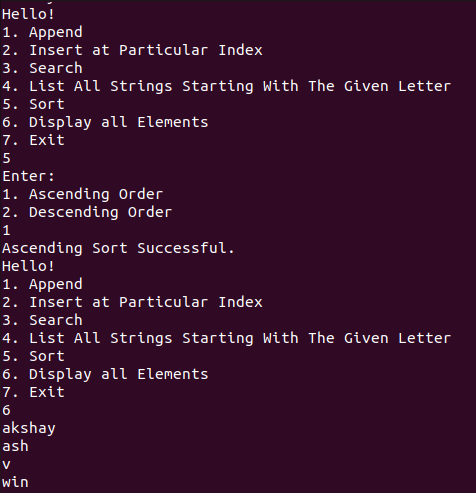 Hello!
1. Append
2. Insert at Particular Index
3. Search
4. List All Strings Starting With The Given Letter
5. Sort
6. Display all Elements
7. Exit
5
Enter:
1. Ascending Order
2. Descending Order
1
Ascending Sort Successful.
Hello!
1. Append
2. Insert at Particular Index
3. Search
4. List All Strings Starting With The Given Letter
5. Sort
6. Display all Elements
7. Exit
6
akshay
ash
v
win